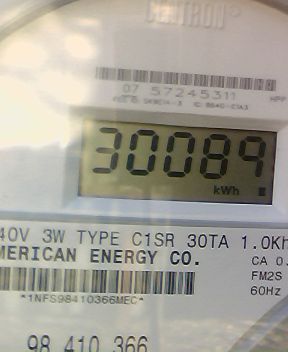 CENTRON®
07 57245311
30089
kWh
40V 3W TYPE C1SR 30TA 1.0Kh
MERICAN ENERGY CO.
CA 0.
FM2S
60Hz
*1NFS98410366MEC*
98 410 366